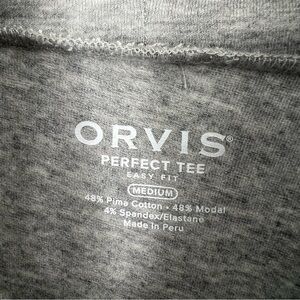 ORVIS®
PERFECT TEE
EASY FIT
MEDIUM
48% Pima Cotton • 48% Modal
4% Spandex/Elastane
Made in Peru